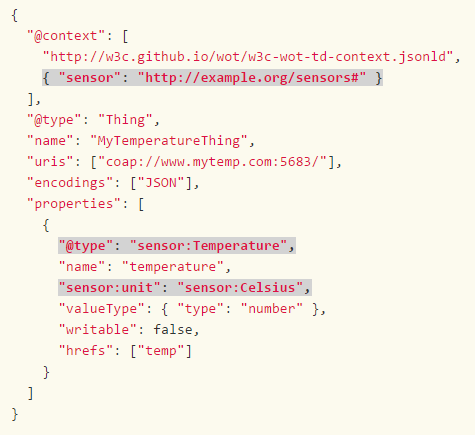 {
  "@context": [
    "http://w3c.github.io/wot/w3c-wot-td-context.jsonld",
    { "sensor": "http://example.org/sensors#" }
  ],
  "@type": "Thing",
  "name": "MyTemperatureThing",
  "uris": ["coap://www.mytemp.com:5683/"],
  "encodings": ["JSON"],
  "properties": [
    {
      "@type": "sensor:Temperature",
      "name": "temperature",
      "sensor:unit": "sensor:Celsius",
      "valueType": { "type": "number" },
      "writable": false,
      "hrefs": ["temp"]
    }
  ]
}